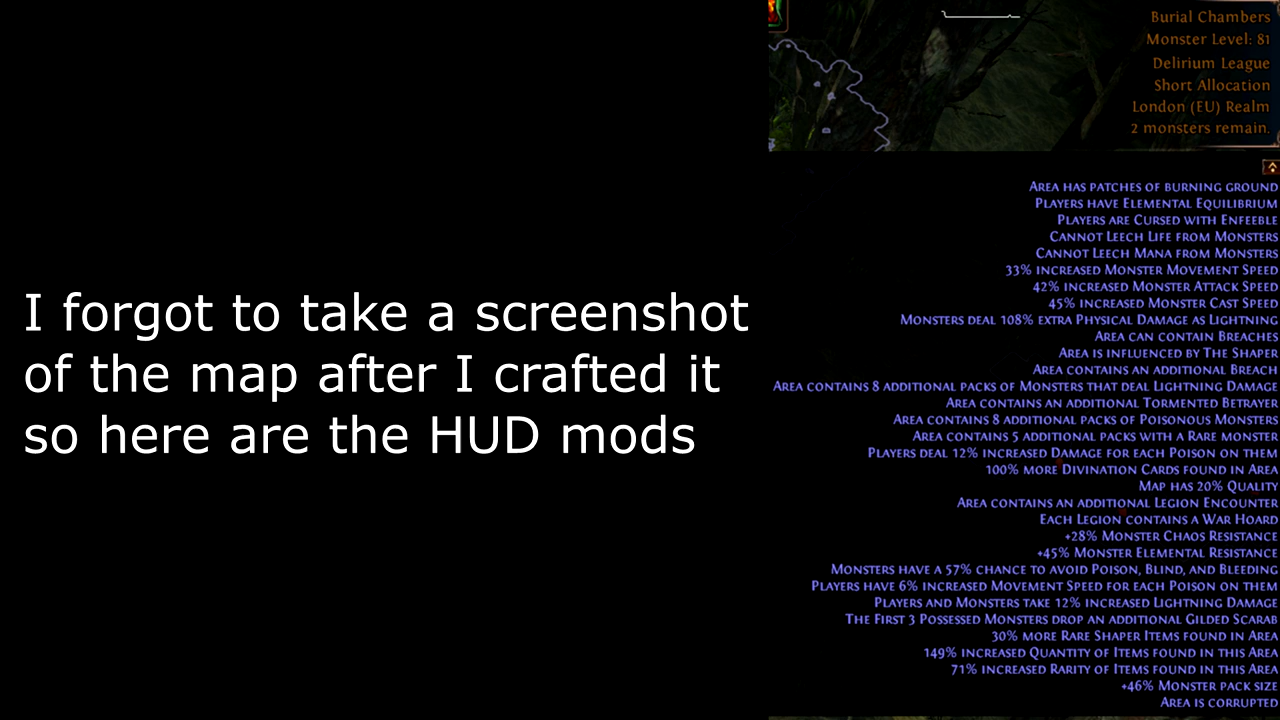 I forgot to take a screenshot
of the map after I crafted it
so here are the HUD mods
Burial Chambers
Monster Level: 81
Delirium League
Short Allocation
London (EU) Realm
2 monsters remain.
Area has patches of burning ground
Players have Elemental Equilibrium
Players are Cursed with Enfeeble
Cannot Leech Life from Monsters
Cannot Leech Mana from Monsters
33% increased Monster Movement Speed
42% increased Monster Attack Speed
45% increased Monster Cast Speed
Monsters deal 108% extra Physical Damage as Lightning
Area can contain Breaches
Area is influenced by The Shaper
Area contains an additional Breach
Area contains 8 additional packs of Monsters that deal Lightning Damage
Area contains an additional Tormented Betrayer
Area contains 8 additional packs of Poisonous Monsters
Area contains 5 additional packs with a Rare monster
Players deal 12% increased Damage for each Poison on them
100% more Divination Cards found in Area
Map has 20% Quality
Area contains an additional Legion Encounter
Each Legion contains a War Hoard
+28% Monster Chaos Resistance
+45% Monster Elemental Resistance
Monsters have a 57% chance to avoid Poison, Blind, and Bleeding
Players have 6% increased Movement Speed for each Poison on them
Players and Monsters take 12% increased Lightning Damage
The First 3 Possessed Monsters drop an additional Gilded Scarab
30% more Rare Shaper Items found in Area
149% increased Quantity of Items found in this Area
71% increased Rarity of Items found in this Area
+46% Monster pack size
Area is corrupted